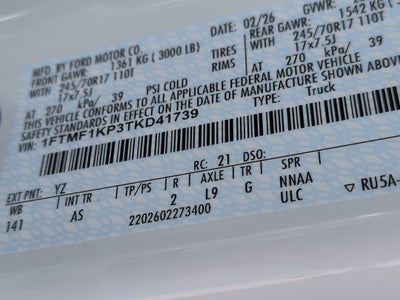 MFD. BY FORD MOTOR CO.
02/26
GVWR:
FRONT GAWR: 1361 KG ( 3000 LB)
REAR GAWR: 1542 KG
245/70R17 110T
TIRES 245/70R17 110T
17x7.5J
RIMS 17x7.5J
AT 270 kPa/ 39 PSI COLD
AT 270 kPa/ 39
THIS VEHICLE CONFORMS TO ALL APPLICABLE FEDERAL MOTOR VEHICLE
SAFETY STANDARDS IN EFFECT ON THE DATE OF MANUFACTURE SHOWN ABOVE
VIN: 1FTMF1KP3TKD41739
TYPE: Truck
EXT PNT: YZ RC: 21 DSO:
WB INT TR TP/PS R AXLE TR SPR
141 AS 2 L9 G NNAA
ULC
2202602273400
▽ RU5A-